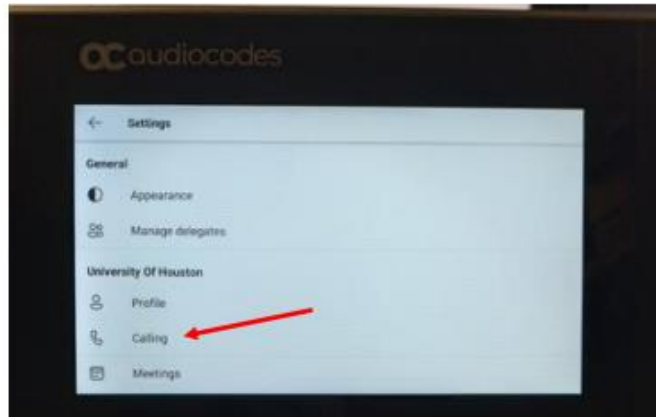 audiocodes
Settings
General
Appearance
Manage delegates
University Of Houston
Profile
Calling
Meetings